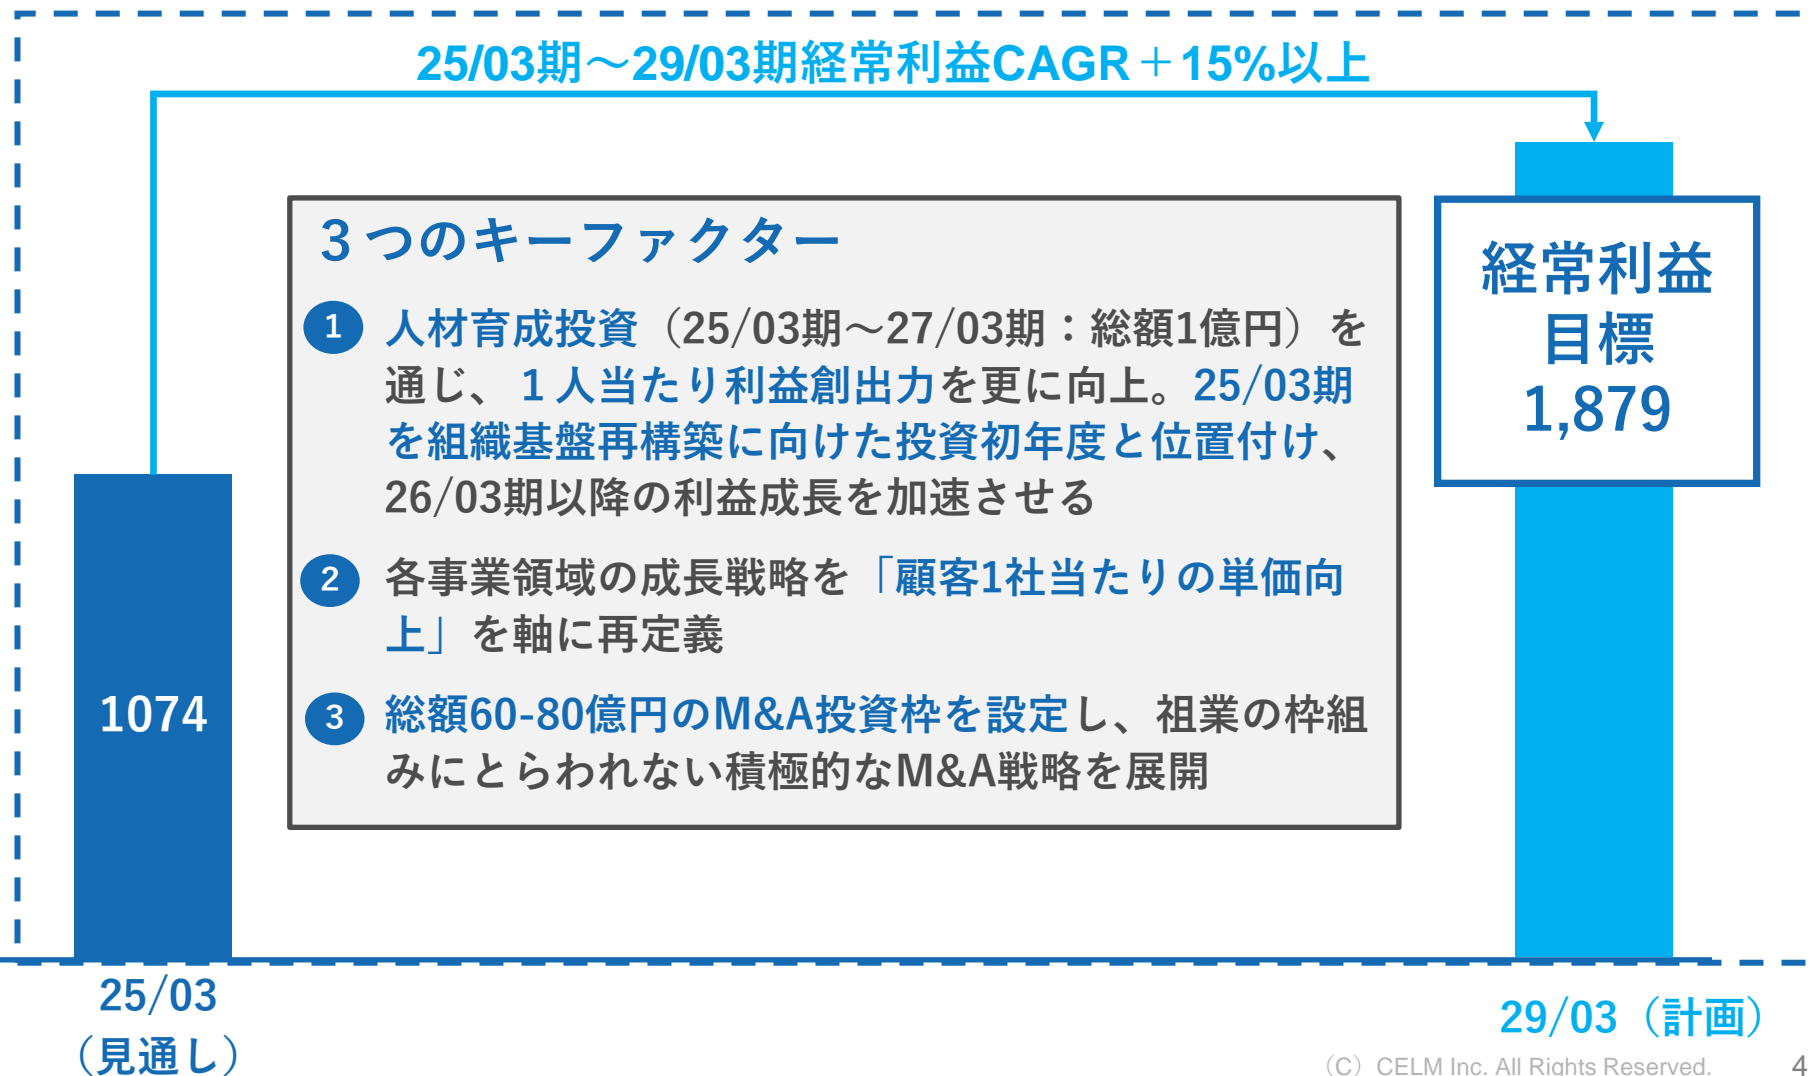 25/03期～29/03期経常利益CAGR＋15%以上
３つのキーファクター
1 人材育成投資（25/03期～27/03期：総額1億円）を
通じ、１人当たり利益創出力を更に向上。25/03期
を組織基盤再構築に向けた投資初年度と位置付け、
26/03期以降の利益成長を加速させる
2 各事業領域の成長戦略を「顧客1社当たりの単価向
上」を軸に再定義
3 総額60-80億円のM&A投資枠を設定し、祖業の枠組
みにとらわれない積極的なM&A戦略を展開
経常利益
目標
1,879
1074
25/03
（見通し）
29/03（計画）
（C）CELM Inc. All Rights Reserved.
4